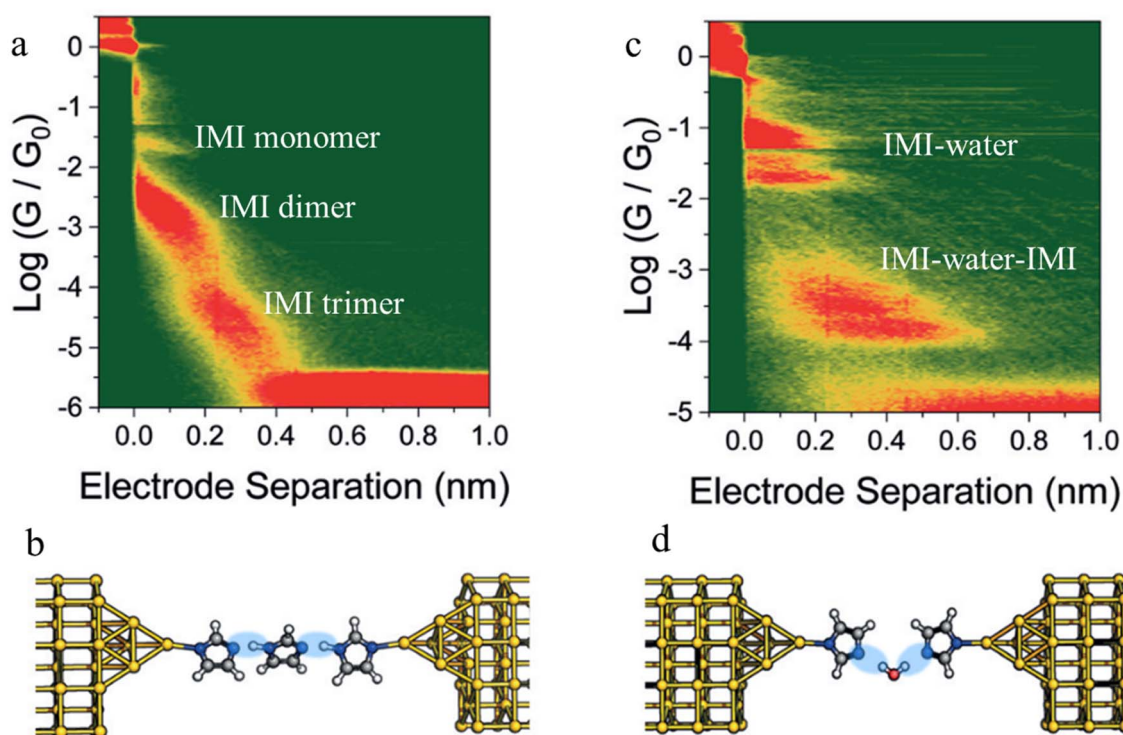 a
Log (G / G₀)
0
-1
-2
-3
-4
-5
-6
IMI monomer
IMI dimer
IMI trimer
0.0 0.2 0.4 0.6 0.8 1.0
Electrode Separation (nm)
c
Log (G / G₀)
0
-1
-2
-3
-4
-5
IMI-water
IMI-water-IMI
0.0 0.2 0.4 0.6 0.8 1.0
Electrode Separation (nm)
b
d